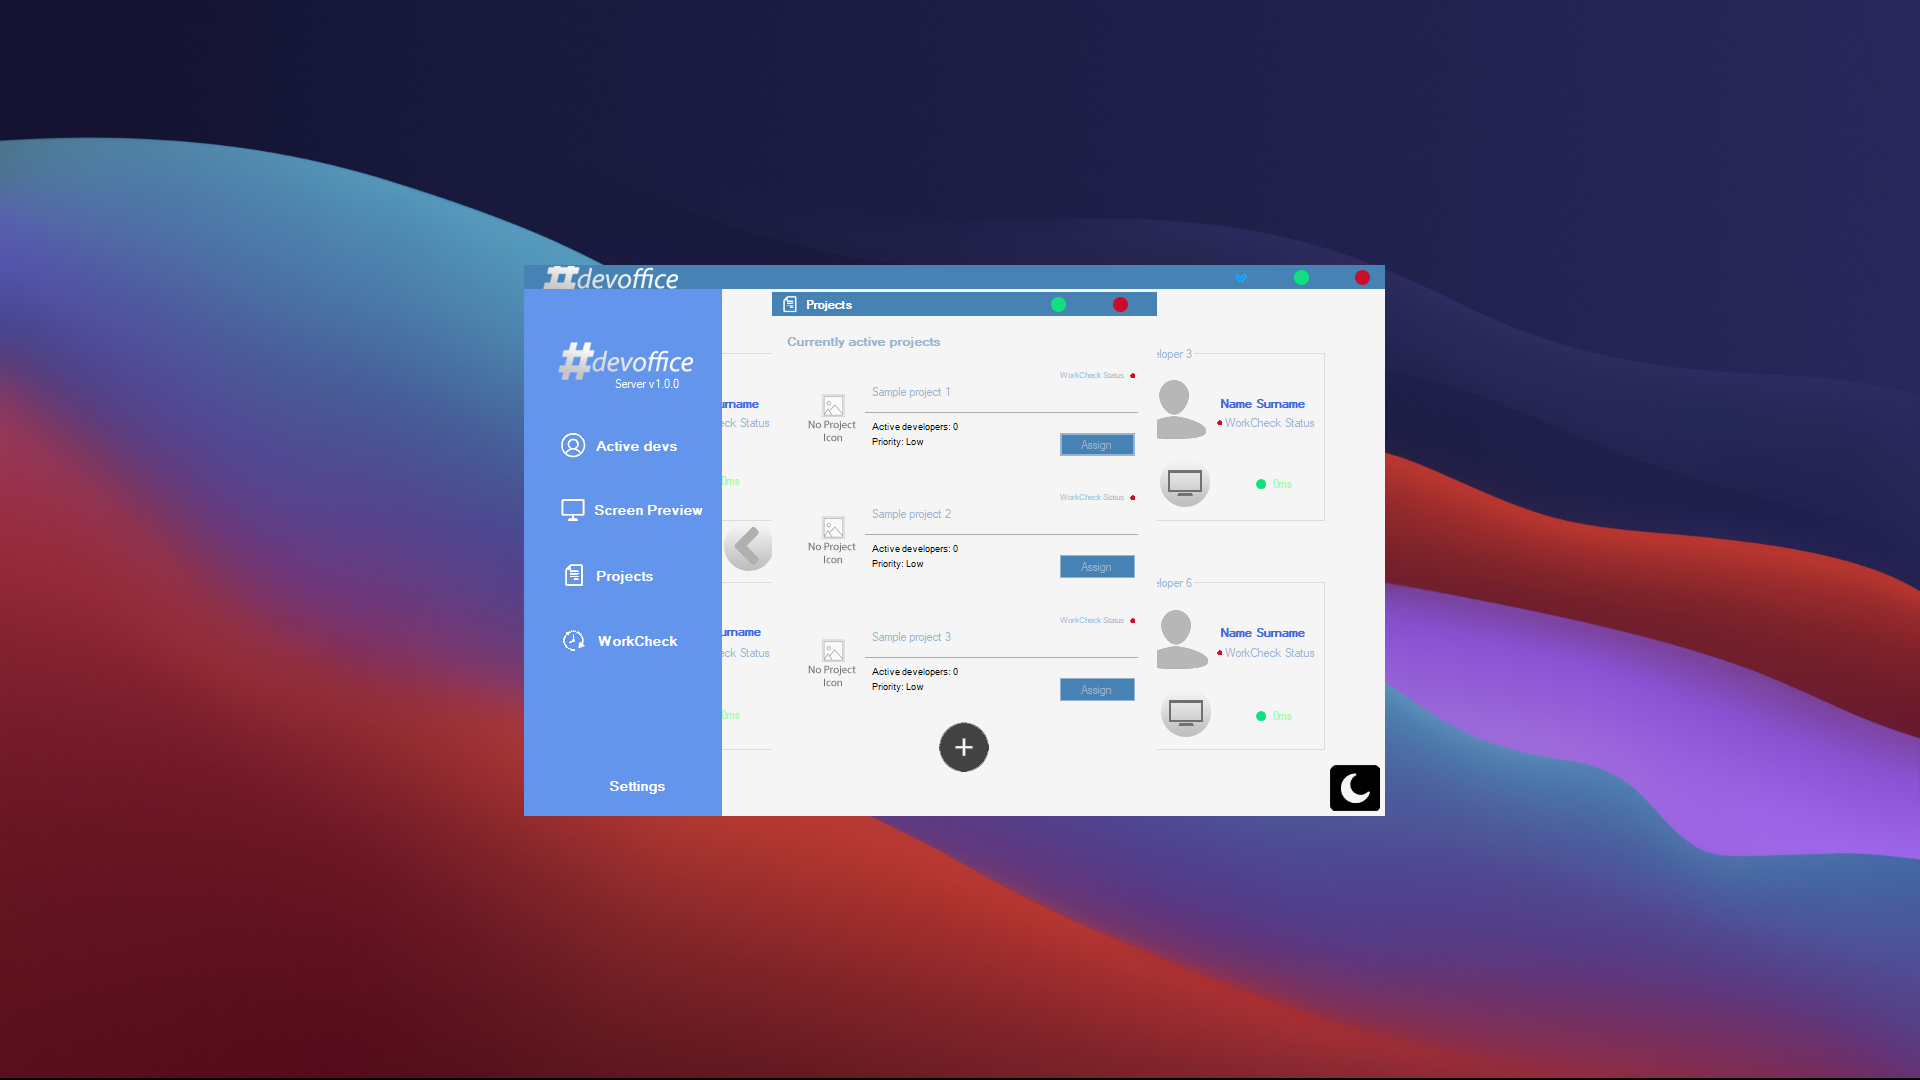 #devoffice
Projects
#devoffice
Server v1.0.0
Active devs
Screen Preview
Projects
WorkCheck
Settings
Currently active projects
WorkCheck Status
Sample project 1
No Project
Icon
Active developers: 0
Priority: Low
Assign
WorkCheck Status
Sample project 2
No Project
Icon
Active developers: 0
Priority: Low
Assign
WorkCheck Status
Sample project 3
No Project
Icon
Active developers: 0
Priority: Low
Assign
urname
eck Status
0ms
urname
eck Status
0ms
eloper 3
Name Surname
WorkCheck Status
0ms
eloper 6
Name Surname
WorkCheck Status
0ms